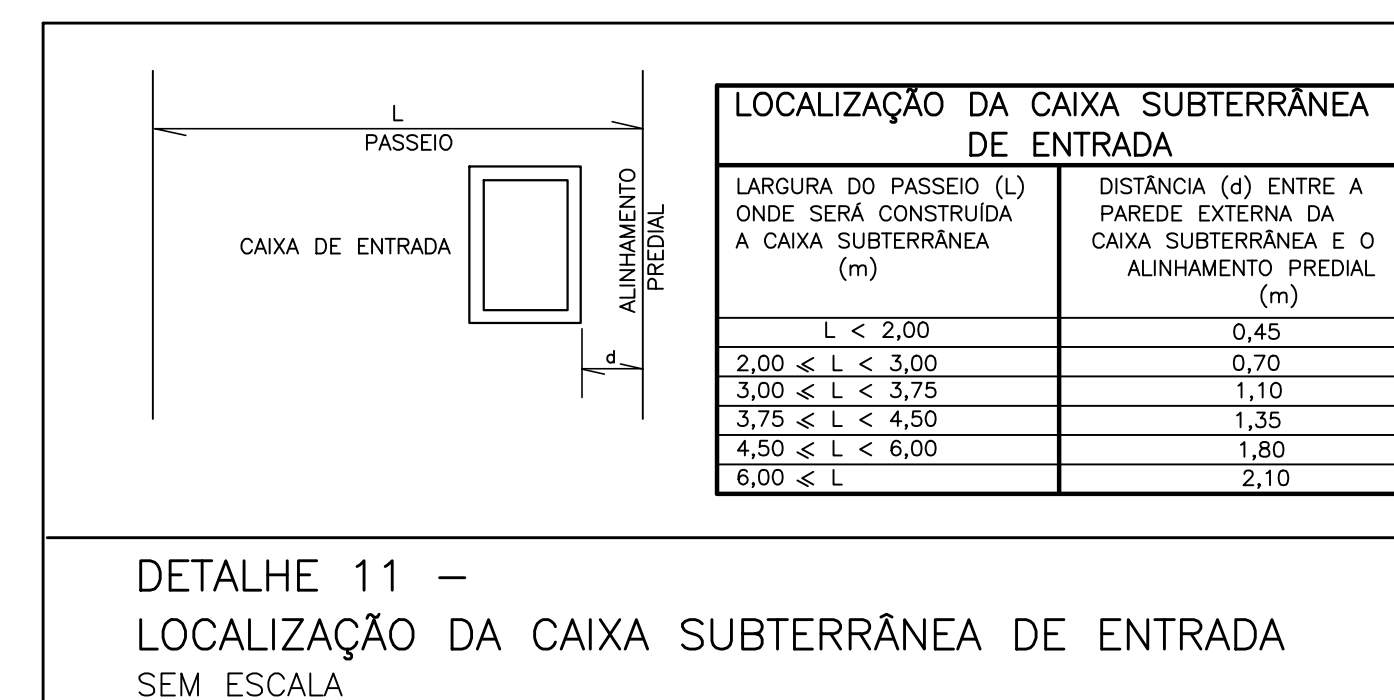 L
PASSEIO
CAIXA DE ENTRADA
ALINHAMENTO
PREDIAL
d
LOCALIZAÇÃO DA CAIXA SUBTERRÂNEA
DE ENTRADA
LARGURA DO PASSEIO (L)
ONDE SERÁ CONSTRUÍDA
A CAIXA SUBTERRÂNEA
(m)
DISTÂNCIA (d) ENTRE A
PAREDE EXTERNA DA
CAIXA SUBTERRÂNEA E O
ALINHAMENTO PREDIAL
(m)
L < 2,00 0,45
2,00 ⩽ L < 3,00 0,70
3,00 ⩽ L < 3,75 1,10
3,75 ⩽ L < 4,50 1,35
4,50 ⩽ L < 6,00 1,80
6,00 ⩽ L 2,10
DETALHE 11 –
LOCALIZAÇÃO DA CAIXA SUBTERRÂNEA DE ENTRADA
SEM ESCALA